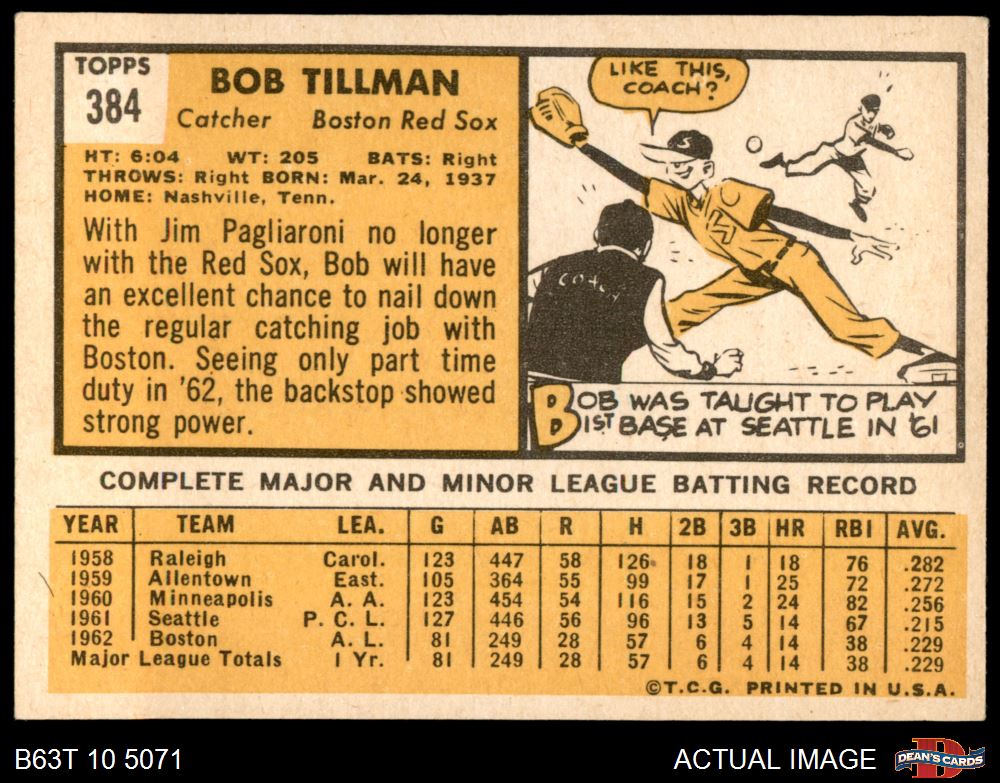 TOPPS
384
BOB TILLMAN
Catcher Boston Red Sox
HT: 6:04 WT: 205 BATS: Right
THROWS: Right BORN: Mar. 24, 1937
HOME: Nashville, Tenn.
With Jim Pagliaroni no longer
with the Red Sox, Bob will have
an excellent chance to nail down
the regular catching job with
Boston. Seeing only part time
duty in '62, the backstop showed
strong power.
LIKE THIS,
COACH?
COACH
BOB WAS TAUGHT TO PLAY
1ST BASE AT SEATTLE IN '61
COMPLETE MAJOR AND MINOR LEAGUE BATTING RECORD
YEAR TEAM LEA. G AB R H 2B 3B HR RBI AVG.
1958 Raleigh Carol. 123 447 58 126 18 1 18 76 .282
1959 Allentown East. 105 364 55 99 17 1 25 72 .272
1960 Minneapolis A. A. 123 454 54 116 15 2 24 82 .256
1961 Seattle P. C. L. 127 446 56 96 13 5 14 67 .215
1962 Boston A. L. 81 249 28 57 6 4 14 38 .229
Major League Totals 1 Yr. 81 249 28 57 6 4 14 38 .229
©T.C.G. PRINTED IN U.S.A.
B63T 10 5071
ACTUAL IMAGE
DEAN'S CARDS